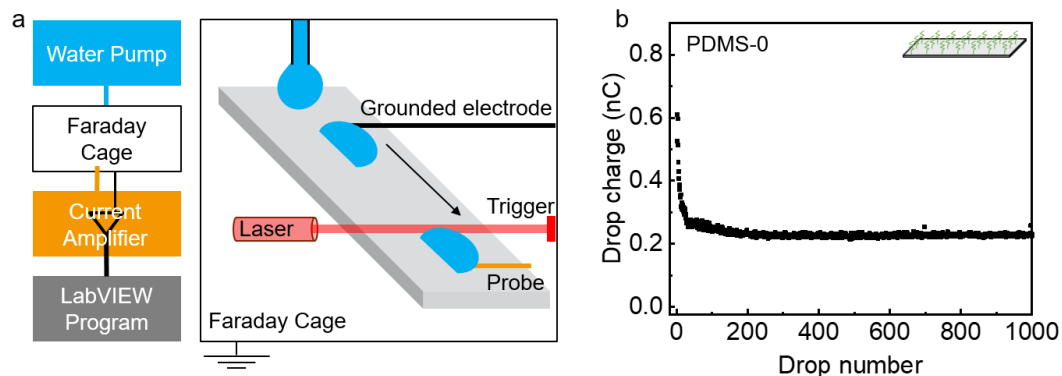 a
Water Pump
Faraday
Cage
Current
Amplifier
LabVIEW
Program
Grounded electrode
Trigger
Laser
Probe
Faraday Cage
b
PDMS-0
Drop charge (nC)
0.8
0.6
0.4
0.2
0.0
0 200 400 600 800 1000
Drop number